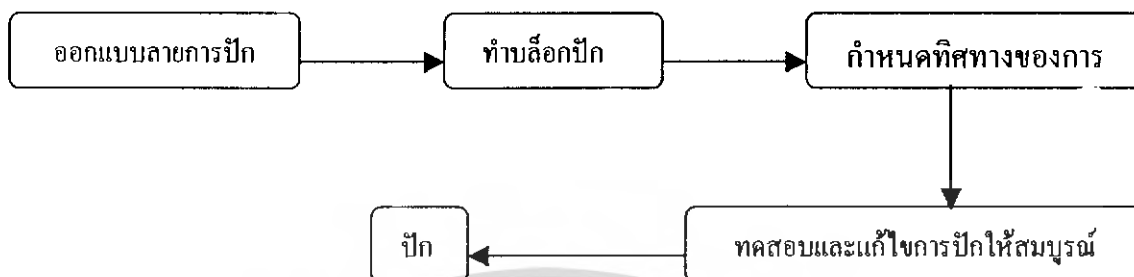 ออกแบบลายการปัก
ทำบล็อกปัก
กำหนดทิศทางของการ
ทดสอบและแก้ไขการปักให้สมบูรณ์
ปัก